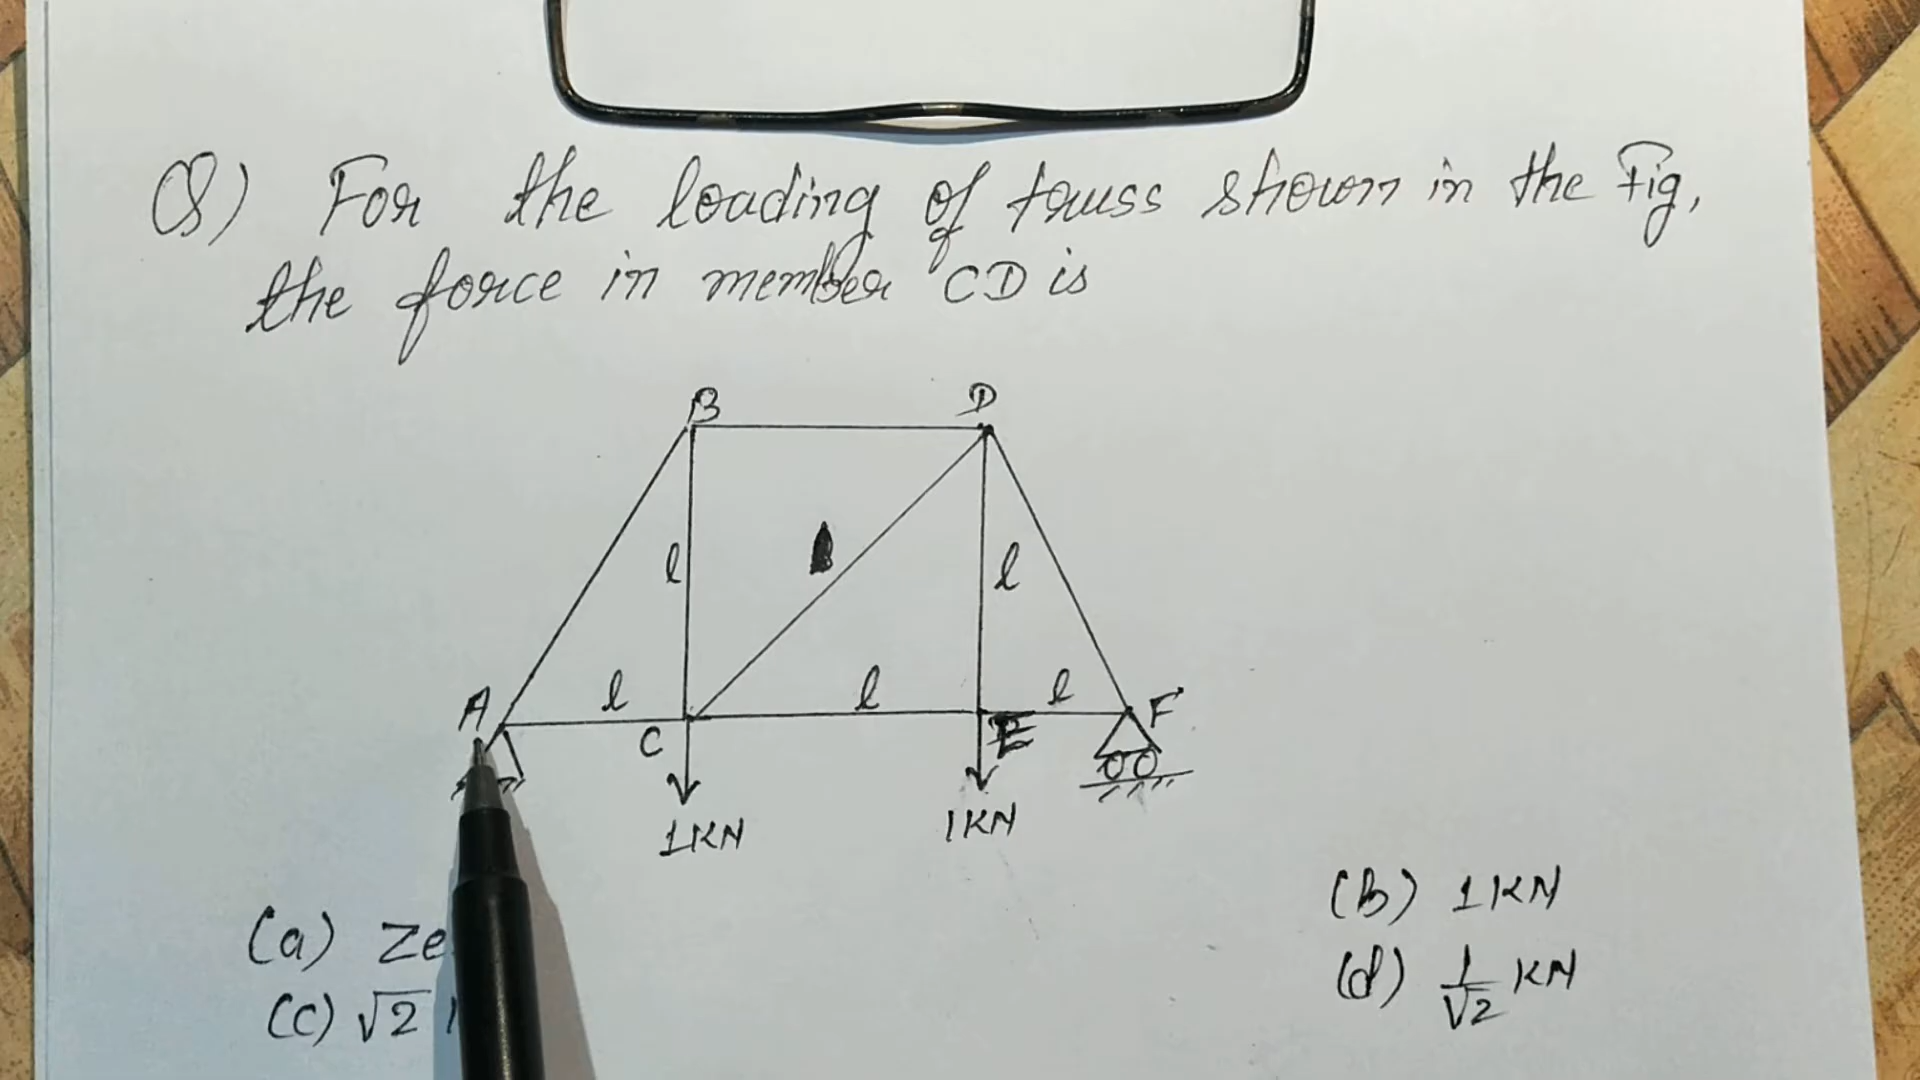 Q) For the loading of truss shown in the Fig,
the force in member CD is
B D
l l
A l l l F
C E
1KN 1KN
(a) Ze
(b) 1KN
(c) √2
(d) 1/√2 KN